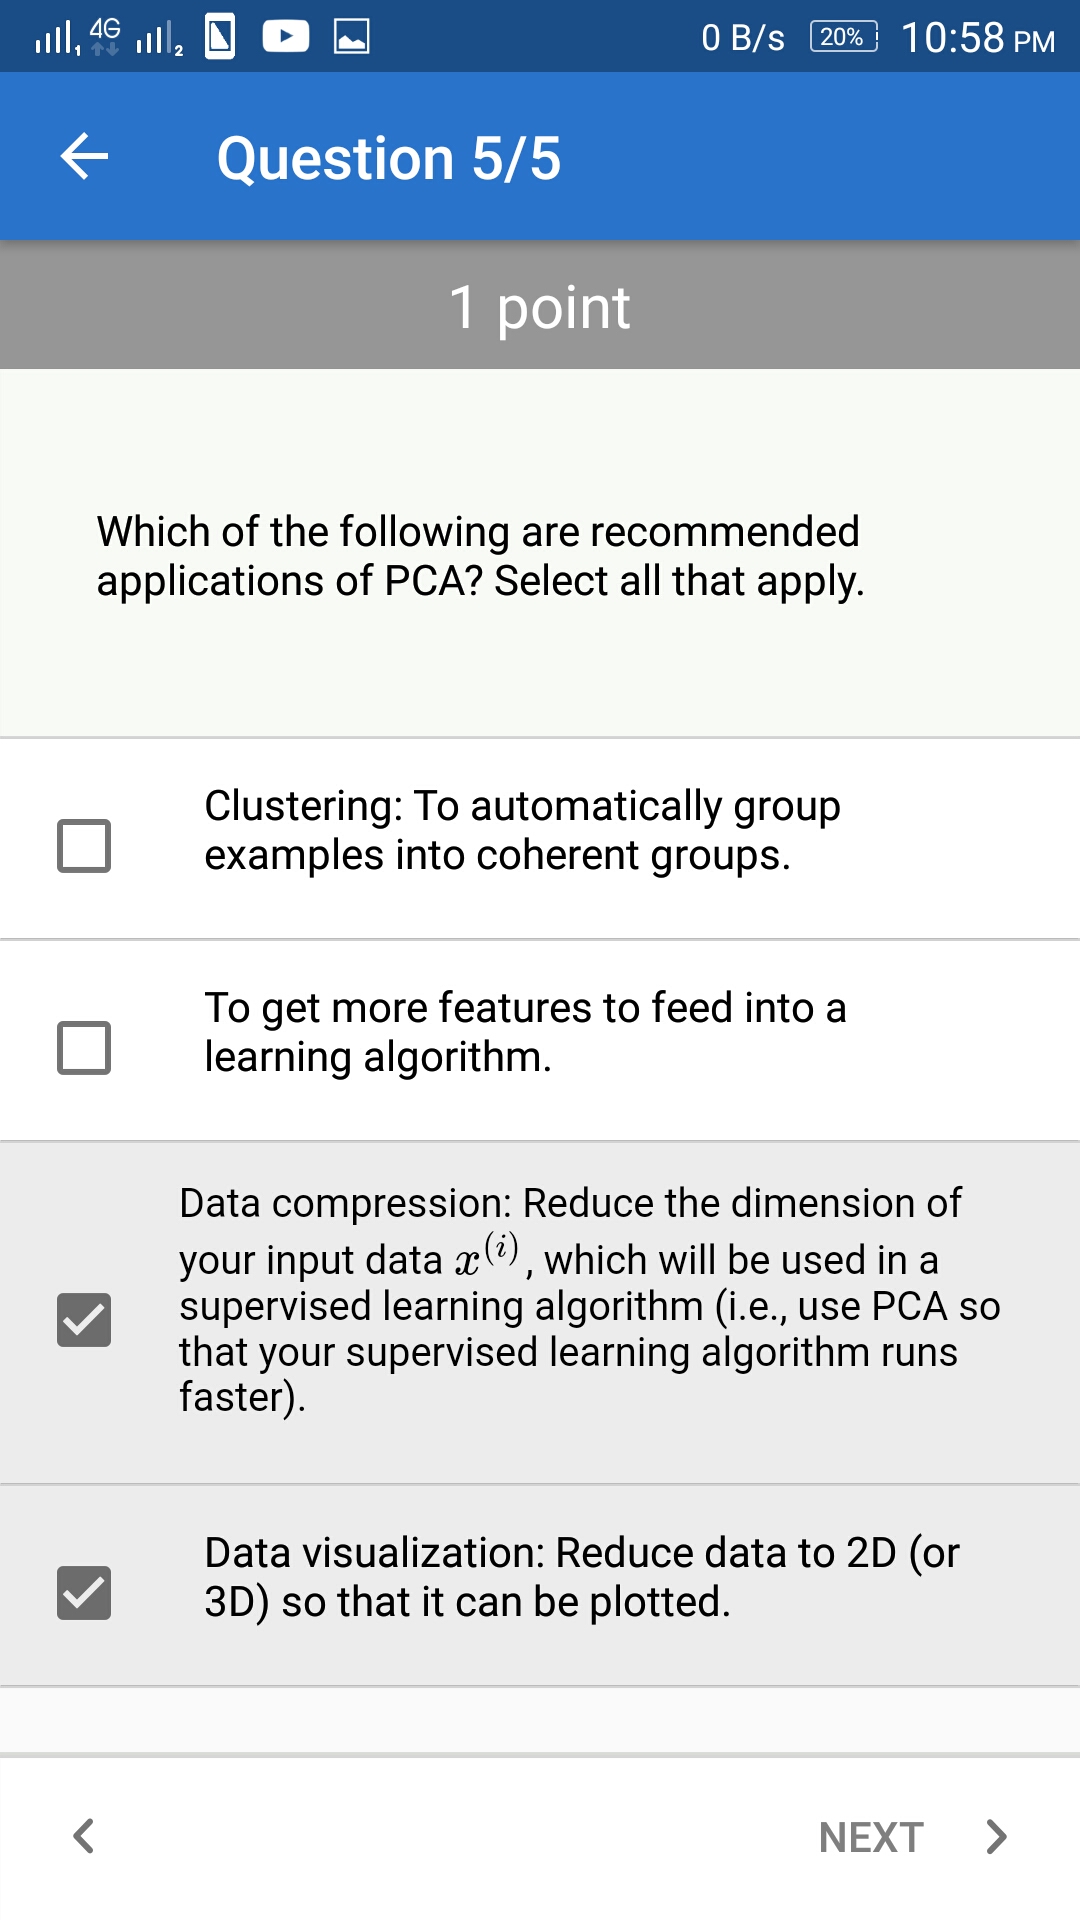 4G 1 2 0 B/s 20% 10:58 PM
Question 5/5
1 point
Which of the following are recommended
applications of PCA? Select all that apply.
Clustering: To automatically group
examples into coherent groups.
To get more features to feed into a
learning algorithm.
Data compression: Reduce the dimension of
your input data x^(i), which will be used in a
supervised learning algorithm (i.e., use PCA so
that your supervised learning algorithm runs
faster).
Data visualization: Reduce data to 2D (or
3D) so that it can be plotted.
NEXT